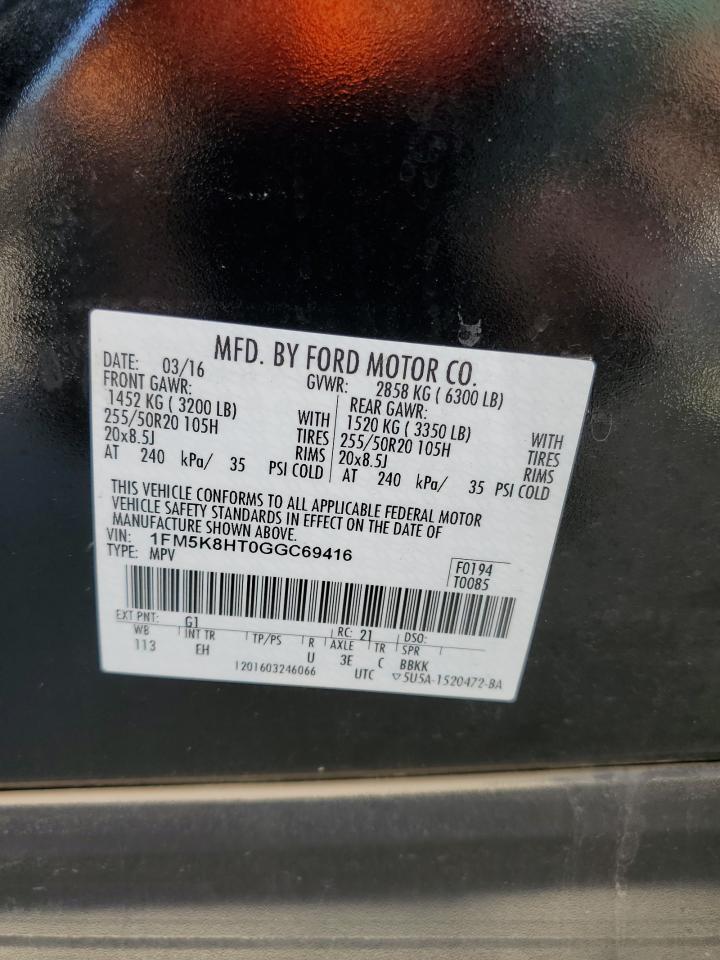 MFD. BY FORD MOTOR CO.
DATE: 03/16
GVWR: 2858 KG ( 6300 LB)
FRONT GAWR:
1452 KG ( 3200 LB)
255/50R20 105H
20x8.5J
WITH
TIRES
RIMS
AT 240 kPa/ 35 PSI COLD
REAR GAWR:
1520 KG ( 3350 LB)
255/50R20 105H
20x8.5J
WITH
TIRES
RIMS
AT 240 kPa/ 35 PSI COLD
THIS VEHICLE CONFORMS TO ALL APPLICABLE FEDERAL MOTOR
VEHICLE SAFETY STANDARDS IN EFFECT ON THE DATE OF
MANUFACTURE SHOWN ABOVE.
VIN: 1FM5K8HT0GGC69416
TYPE: MPV
F0194
T0085
EXT PNT: G1 RC: 21 DSO:
WB INT TR TP/PS R AXLE TR SPR
113 EH U 3E C BBKK
1201603246066 UTC ▽5U5A-1520472-BA